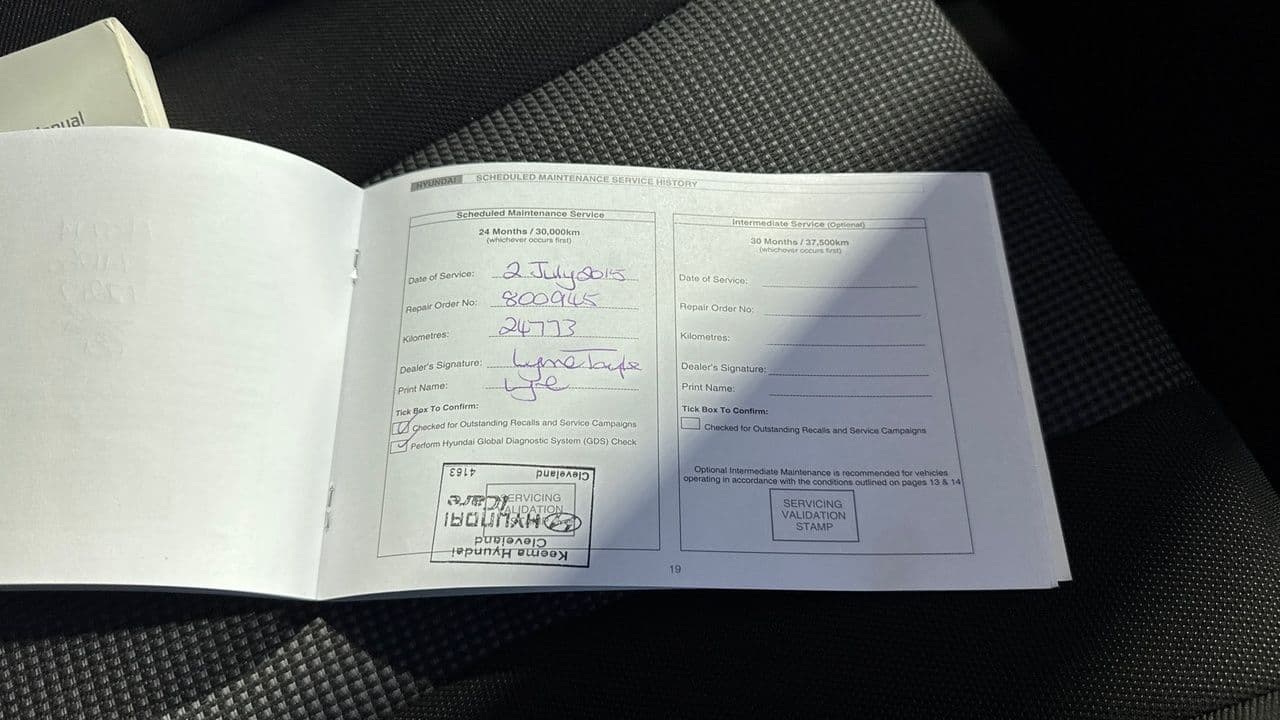 HYUNDAI SCHEDULED MAINTENANCE SERVICE HISTORY
Scheduled Maintenance Service
24 Months / 30,000km
(whichever occurs first)
Date of Service: 2 July 2015
Repair Order No: 800945
Kilometres: 24773
Dealer's Signature:
Print Name:
Tick Box To Confirm:
Checked for Outstanding Recalls and Service Campaigns
Perform Hyundai Global Diagnostic System (GDS) Check
SERVICING
VALIDATION
Keema Hyundai
Cleveland
HYUNDAI
iCare
Cleveland 4163
Intermediate Service (Optional)
30 Months / 37,500km
(whichever occurs first)
Date of Service:
Repair Order No:
Kilometres:
Dealer's Signature:
Print Name:
Tick Box To Confirm:
Checked for Outstanding Recalls and Service Campaigns
Optional Intermediate Maintenance is recommended for vehicles
operating in accordance with the conditions outlined on pages 13 & 14
SERVICING
VALIDATION
STAMP
19